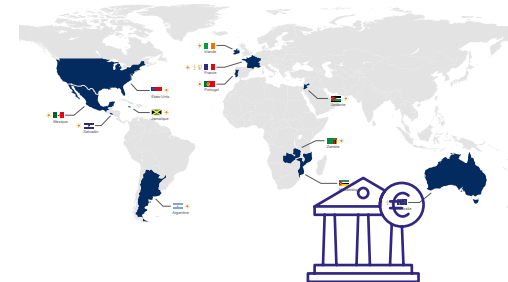 Irlande
France
Portugal
Etats-Unis
Mexique
Salvador
Jamaïque
Jordanie
Zambie
Argentine
€